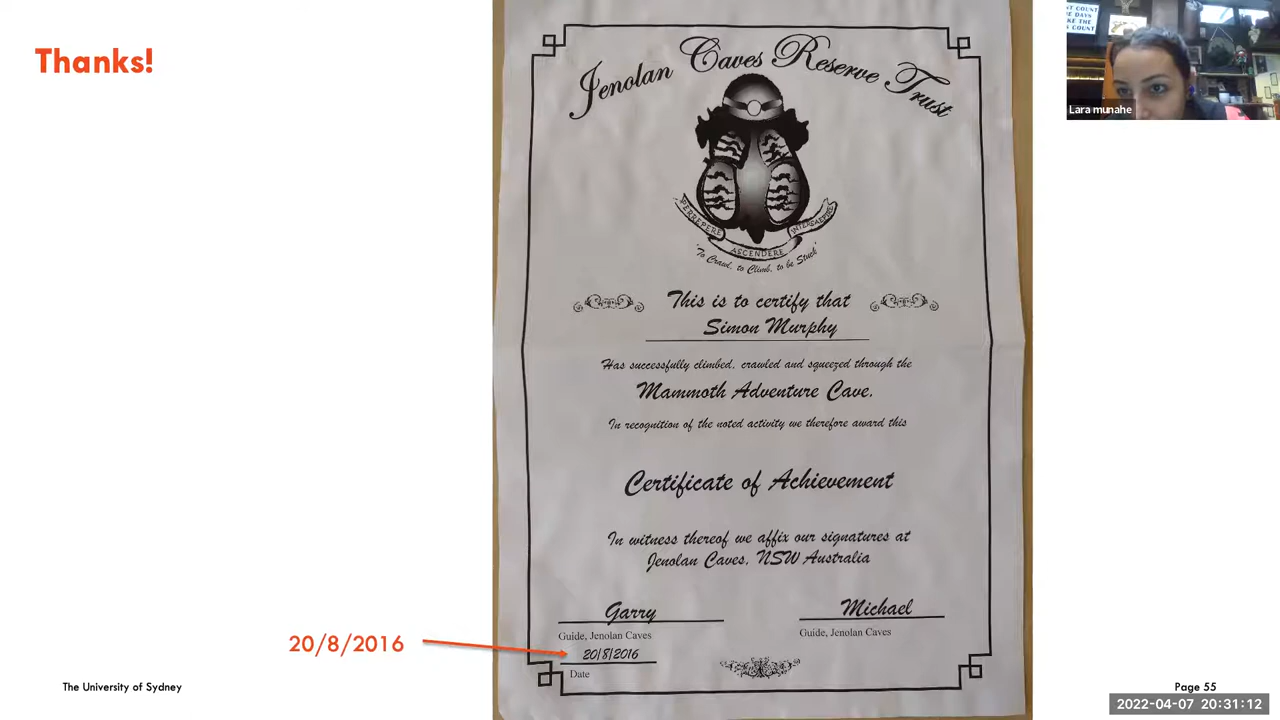 Thanks!
Jenolan Caves Reserve Trust
PERREPERE
ASCENDERE
'To Crawl, to Climb, to be Stuck'
This is to certify that
Simon Murphy
Has successfully climbed, crawled and squeezed through the
Mammoth Adventure Cave.
In recognition of the noted activity we therefore award this
Certificate of Achievement
In witness thereof we affix our signatures at
Jenolan Caves, NSW Australia
Garry
Michael
Guide, Jenolan Caves
Guide, Jenolan Caves
20/8/2016
20/8/2016
Date
The University of Sydney
Page 55
Lara munahe
2022-04-07 20:31:12